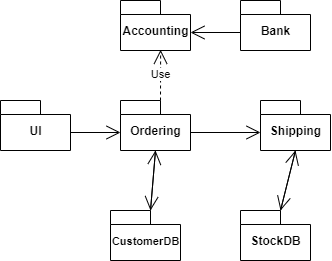 Accounting
Bank
Use
UI
Ordering
Shipping
CustomerDB
StockDB